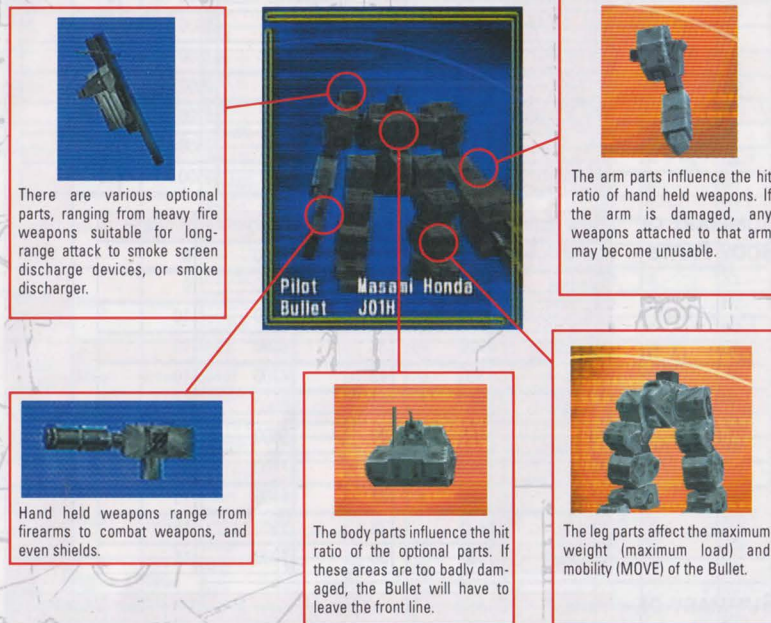 There are various optional
parts, ranging from heavy fire
weapons suitable for long-
range attack to smoke screen
discharge devices, or smoke
discharger.
Pilot Masami Honda
Bullet J01H
The arm parts influence the hit
ratio of hand held weapons. If
the arm is damaged, any
weapons attached to that arm
may become unusable.
Hand held weapons range from
firearms to combat weapons, and
even shields.
The body parts influence the hit
ratio of the optional parts. If
these areas are too badly dam-
aged, the Bullet will have to
leave the front line.
The leg parts affect the maximum
weight (maximum load) and
mobility (MOVE) of the Bullet.